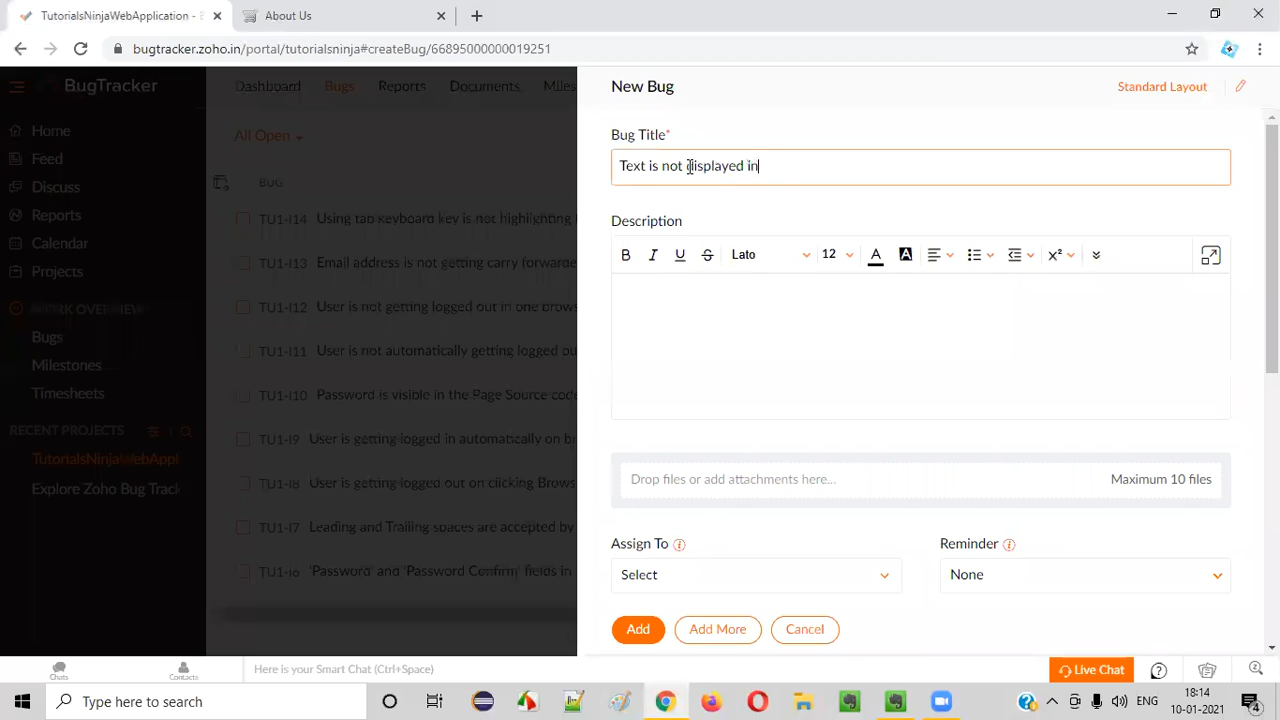 TutorialsNinjaWebApplication - B
About Us
bugtracker.zoho.in/portal/tutorialsninja#createBug/66895000000019251
BugTracker
Dashboard Bugs Reports Documents Miles
New Bug
Standard Layout
Home
Feed
Discuss
Reports
Calendar
Projects
WORK OVERVIEW
Bugs
Milestones
Timesheets
RECENT PROJECTS
TutorialsNinjaWebAppl
Explore Zoho Bug Track
All Open
BUG
TU1-I14 Using tab keyboard key is not highlighting
TU1-I13 Email address is not getting carry forwarde
TU1-I12 User is not getting logged out in one brows
TU1-I11 User is not automatically getting logged ou
TU1-I10 Password is visible in the Page Source code
TU1-I9 User is getting logged in automatically on b
TU1-I8 User is getting logged out on clicking Brows
TU1-I7 Leading and Trailing spaces are accepted by
TU1-I6 'Password' and 'Password Confirm' fields in
Bug Title*
Text is not displayed in
Description
B I U S Lato 12 A A X²
Drop files or add attachments here... Maximum 10 files
Assign To
Reminder
Select
None
Add Add More Cancel
Chats
Contacts
Here is your Smart Chat (Ctrl+Space)
Live Chat
Type here to search
8:14
10-01-2021
4